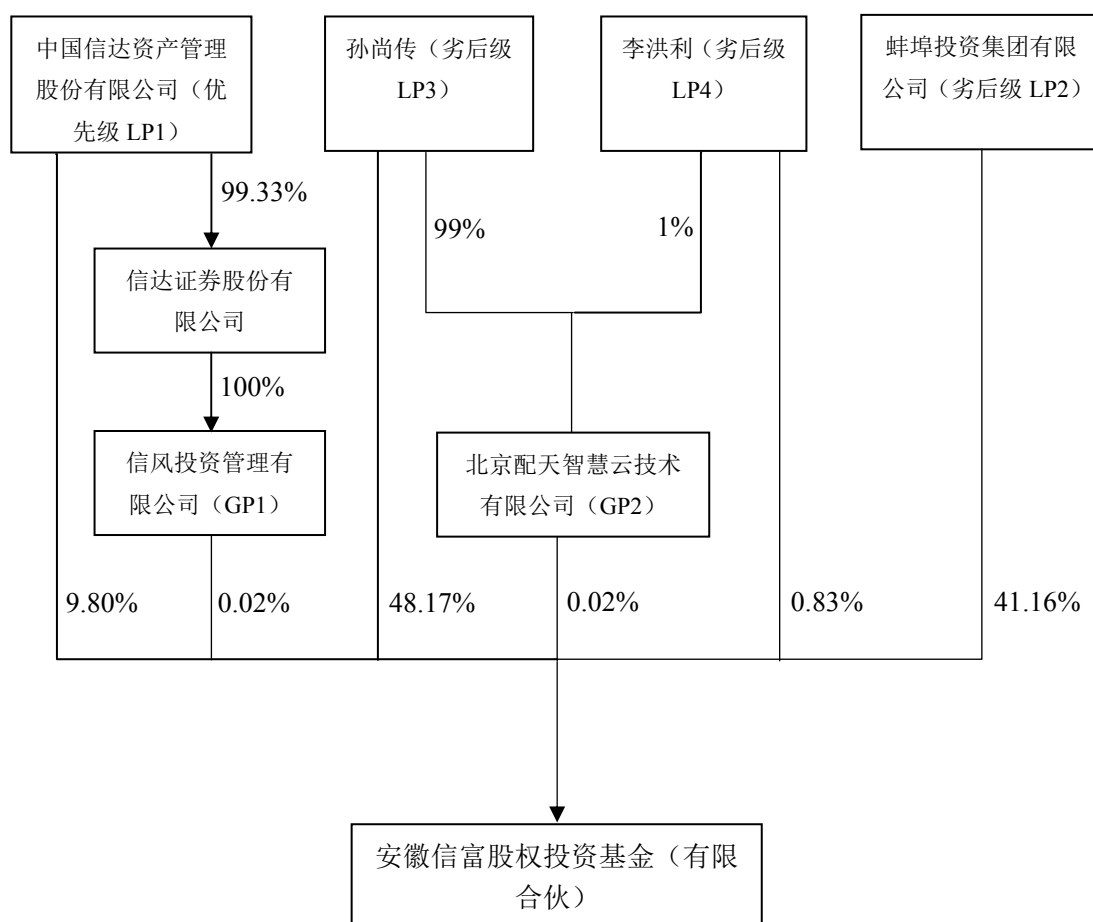 中国信达资产管理
股份有限公司（优
先级 LP1）
孙尚传（劣后级
LP3）
李洪利（劣后级
LP4）
蚌埠投资集团有限
公司（劣后级 LP2）
99.33%
99%
1%
信达证券股份有
限公司
100%
信风投资管理有
限公司（GP1）
北京配天智慧云技术
有限公司（GP2）
9.80%
0.02%
48.17%
0.02%
0.83%
41.16%
安徽信富股权投资基金（有限
合伙）